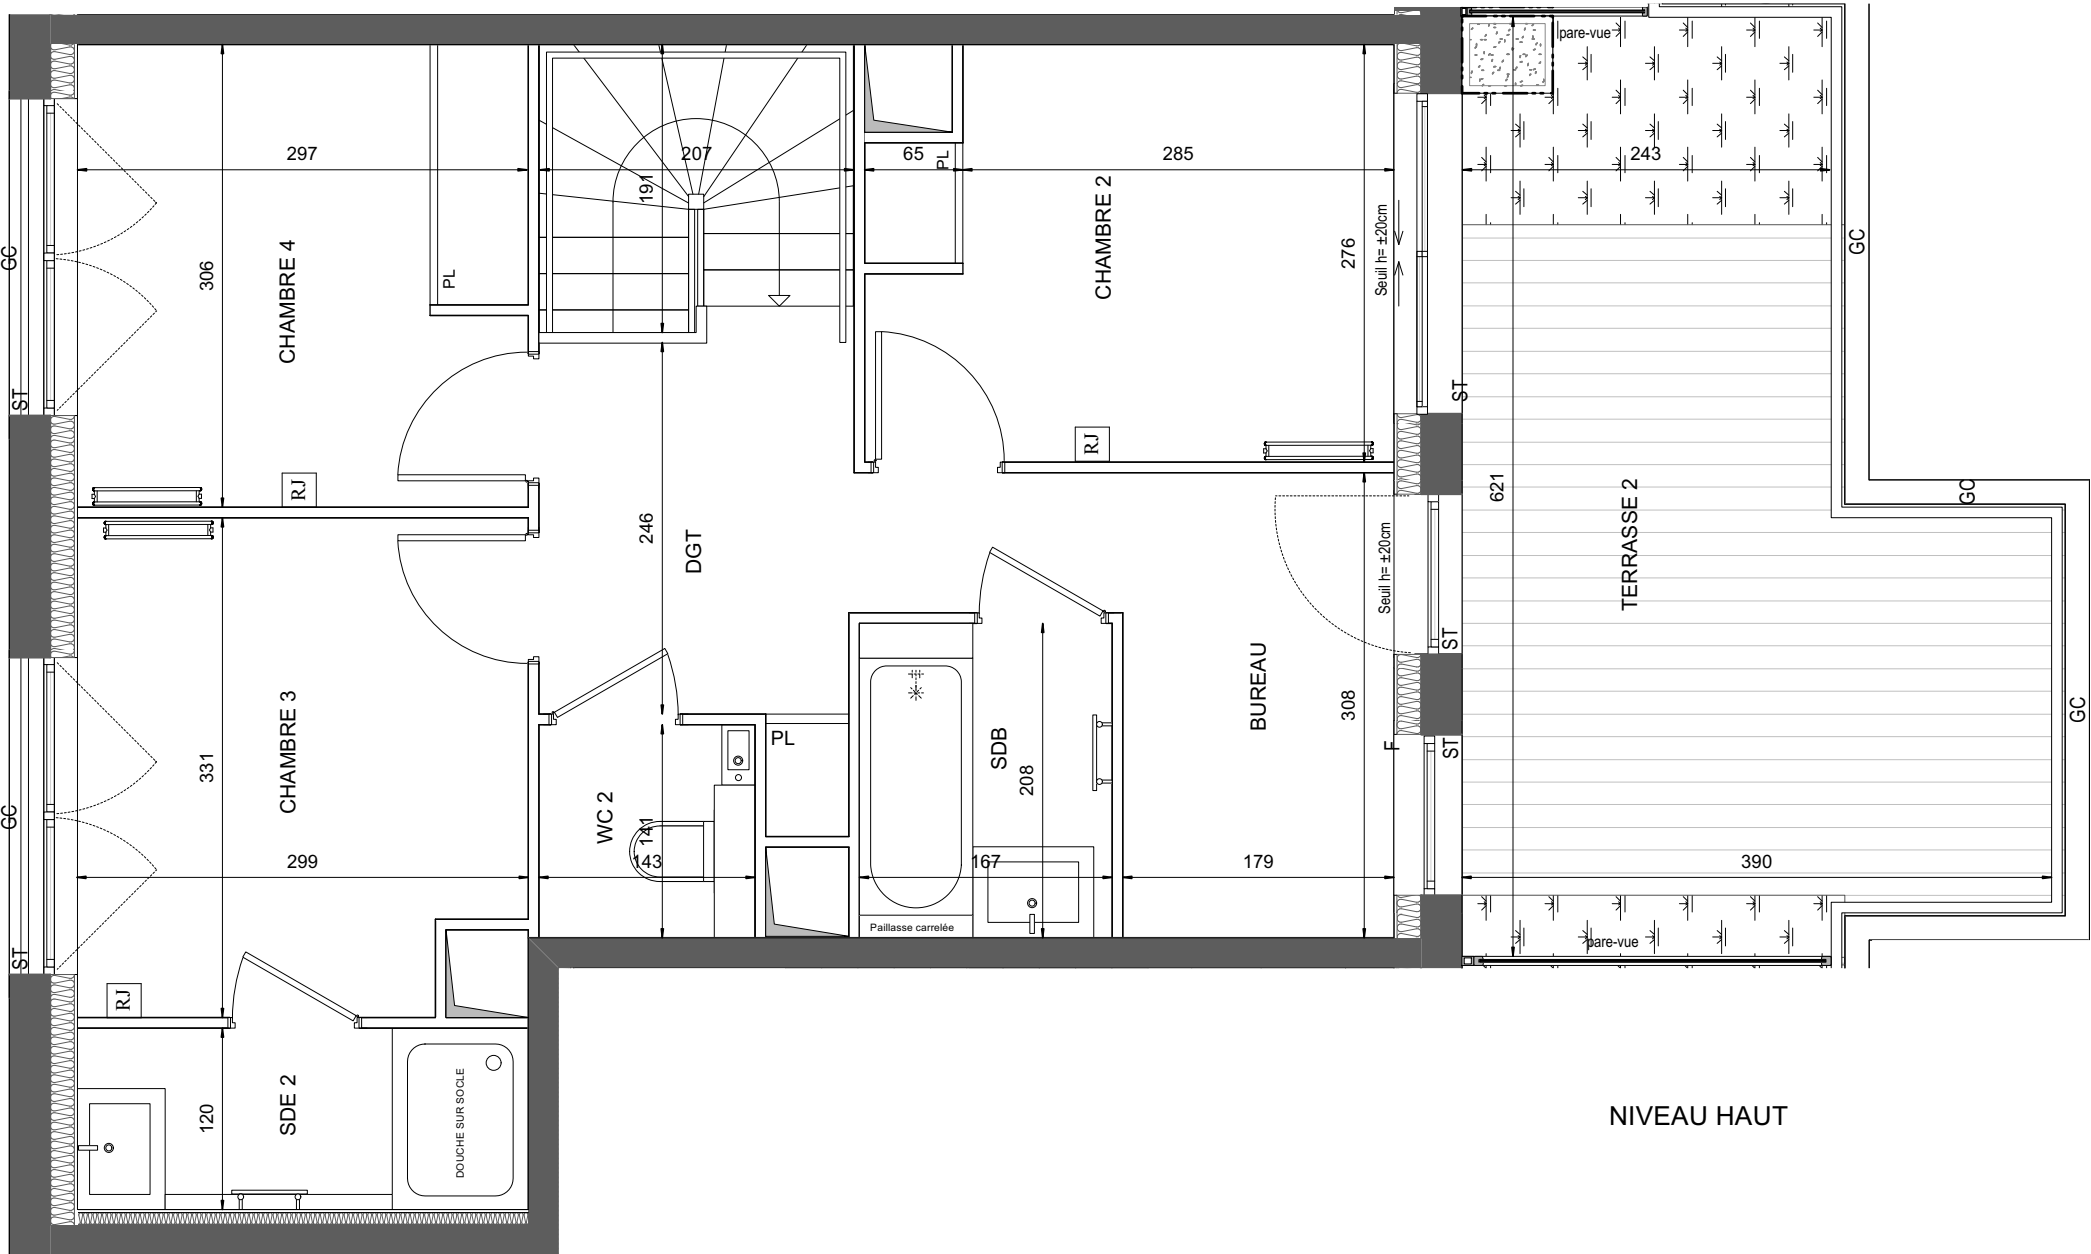 pare-vue
297
207
65
PL
285
243
191
CHAMBRE 4
306
PL
CHAMBRE 2
276
Seuil h= ±20cm
GC
GC
ST
ST
RJ
RJ
621
TERRASSE 2
GC
246
DGT
Seuil h= ±20cm
ST
BUREAU
308
GC
CHAMBRE 3
331
PL
SDB
208
F
ST
GC
WC 2
141
299
143
167
179
390
Paillasse carrelée
pare-vue
ST
RJ
SDE 2
120
DOUCHE SUR SOCLE
NIVEAU HAUT